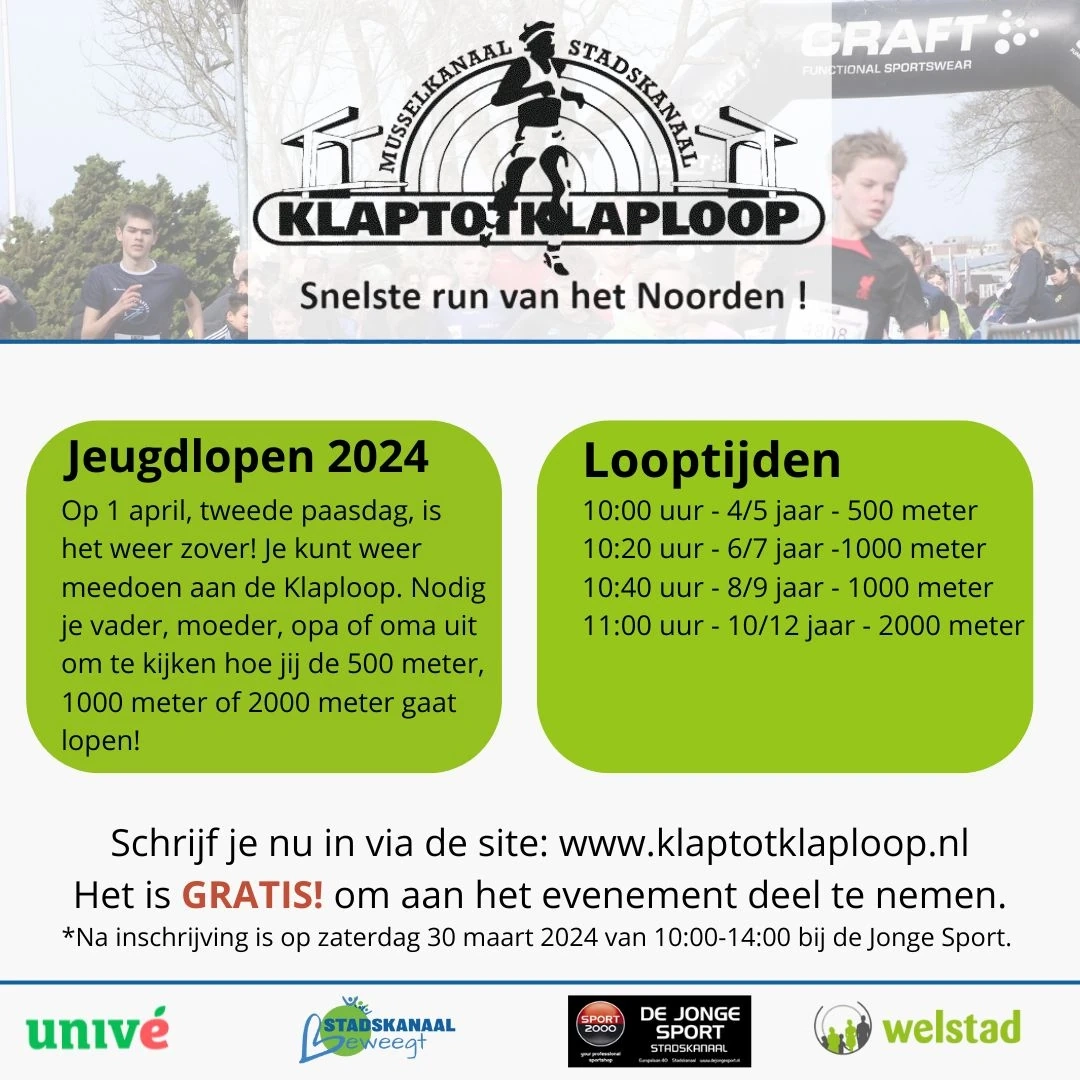 CRAFT
FUNCTIONAL SPORTSWEAR
MUSSELKANAAL STADSKANAAL
KLAPTOTKLAPLOOP
Snelste run van het Noorden !
Jeugdlopen 2024
Op 1 april, tweede paasdag, is
het weer zover! Je kunt weer
meedoen aan de Klaploop. Nodig
je vader, moeder, opa of oma uit
om te kijken hoe jij de 500 meter,
1000 meter of 2000 meter gaat
lopen!
Looptijden
10:00 uur - 4/5 jaar - 500 meter
10:20 uur - 6/7 jaar -1000 meter
10:40 uur - 8/9 jaar - 1000 meter
11:00 uur - 10/12 jaar - 2000 meter
Schrijf je nu in via de site: www.klaptotklaploop.nl
Het is GRATIS! om aan het evenement deel te nemen.
*Na inschrijving is op zaterdag 30 maart 2024 van 10:00-14:00 bij de Jonge Sport.
univé
STADSKANAAL
Beweegt
SPORT
2000
your professional
sportshop
DE JONGE
SPORT
STADSKANAAL
Europalaan 40 Stadskanaal www.dejongesport.nl
welstad